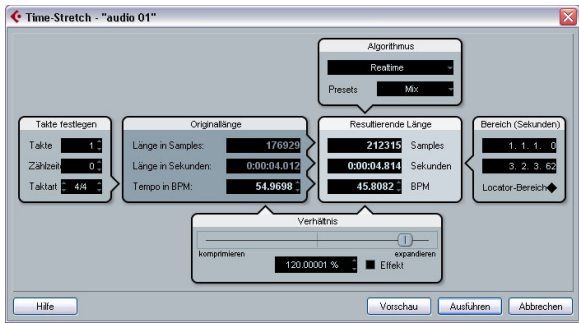 Time-Stretch - "audio 01"
Algorithmus
Realtime
Presets Mix
Takte festlegen
Takte 1
Zählzeit 0
Taktart 4/4
Originallänge
Länge in Samples: 176929
Länge in Sekunden: 0:00:04.012
Tempo in BPM: 54.9698
Resultierende Länge
212315 Samples
0:00:04.814 Sekunden
45.8082 BPM
Bereich (Sekunden)
1. 1. 1. 0
3. 2. 3. 62
Locator-Bereich
Verhältnis
komprimieren expandieren
120.00001 % Effekt
Hilfe Vorschau Ausführen Abbrechen